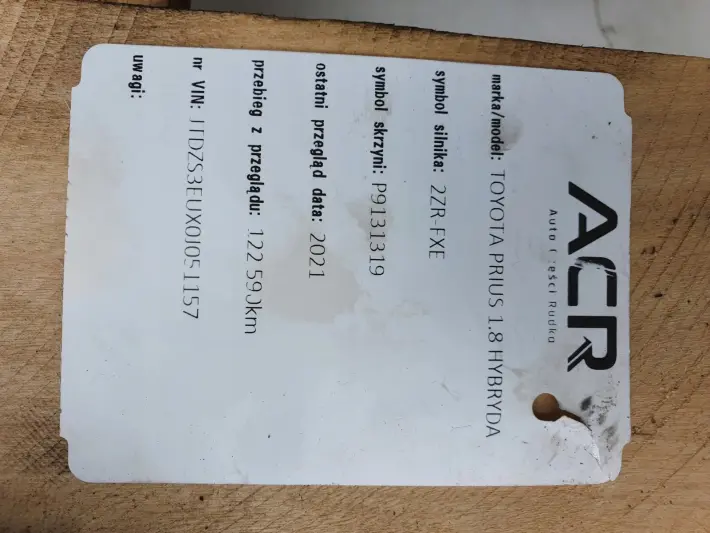 ACR
Auto Części Rudka
marka/model: TOYOTA PRIUS 1.8 HYBRYDA
symbol silnika: 2ZR-FXE
symbol skrzyni: P9131319
ostatni przegląd data: 2021
przebieg z przeglądu: 122 590km
nr VIN: JTDZS3EUX0J051157
uwagi: